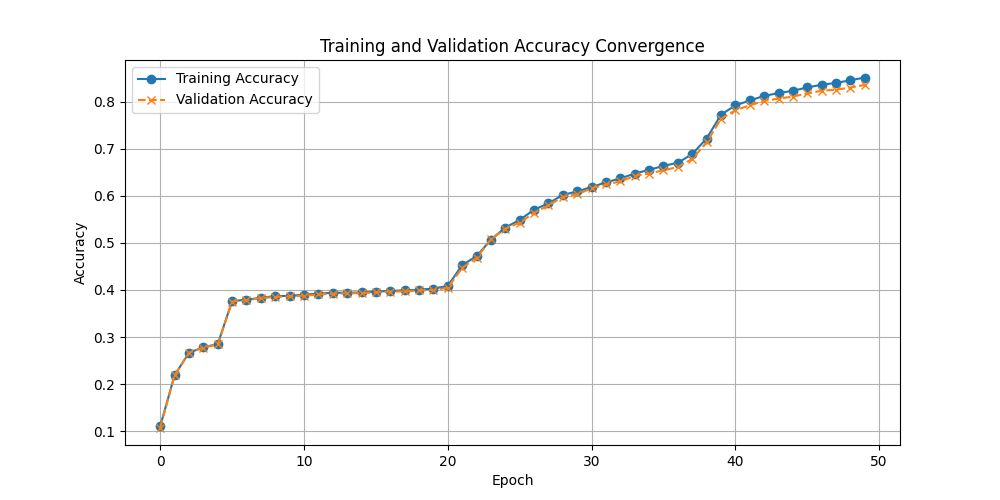 Training and Validation Accuracy Convergence
Training Accuracy
Validation Accuracy
Accuracy
0.8
0.7
0.6
0.5
0.4
0.3
0.2
0.1
0 10 20 30 40 50
Epoch